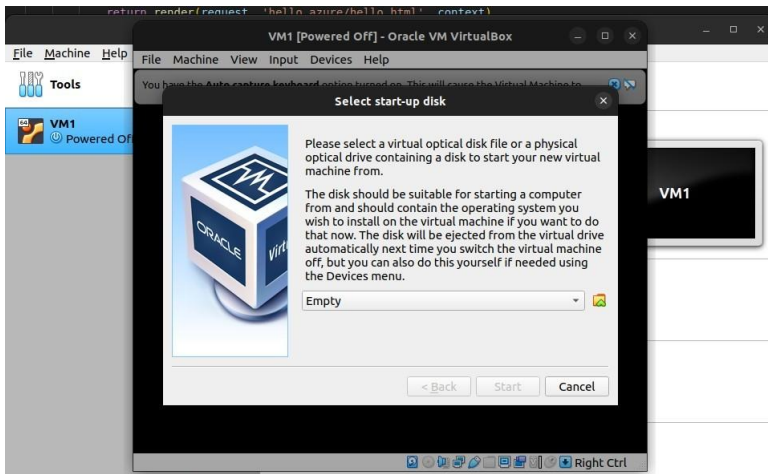 return render(request, 'hello_azure/hello.html', context)
VM1 [Powered Off] - Oracle VM VirtualBox
File Machine Help
File Machine View Input Devices Help
Tools
You have the Auto capture keyboard option turned on. This will cause the Virtual Machine to
Select start-up disk
64
VM1
Powered Off
Please select a virtual optical disk file or a physical
optical drive containing a disk to start your new virtual
machine from.
The disk should be suitable for starting a computer
from and should contain the operating system you
wish to install on the virtual machine if you want to do
that now. The disk will be ejected from the virtual drive
automatically next time you switch the virtual machine
off, but you can also do this yourself if needed using
the Devices menu.
ORACLE
Virt
VM1
Empty
< Back
Start
Cancel
Right Ctrl